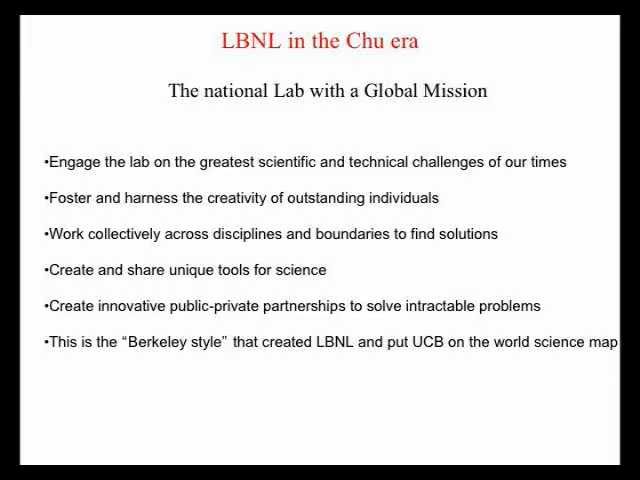 LBNL in the Chu era
The national Lab with a Global Mission
•Engage the lab on the greatest scientific and technical challenges of our times
•Foster and harness the creativity of outstanding individuals
•Work collectively across disciplines and boundaries to find solutions
•Create and share unique tools for science
•Create innovative public-private partnerships to solve intractable problems
•This is the “Berkeley style” that created LBNL and put UCB on the world science map